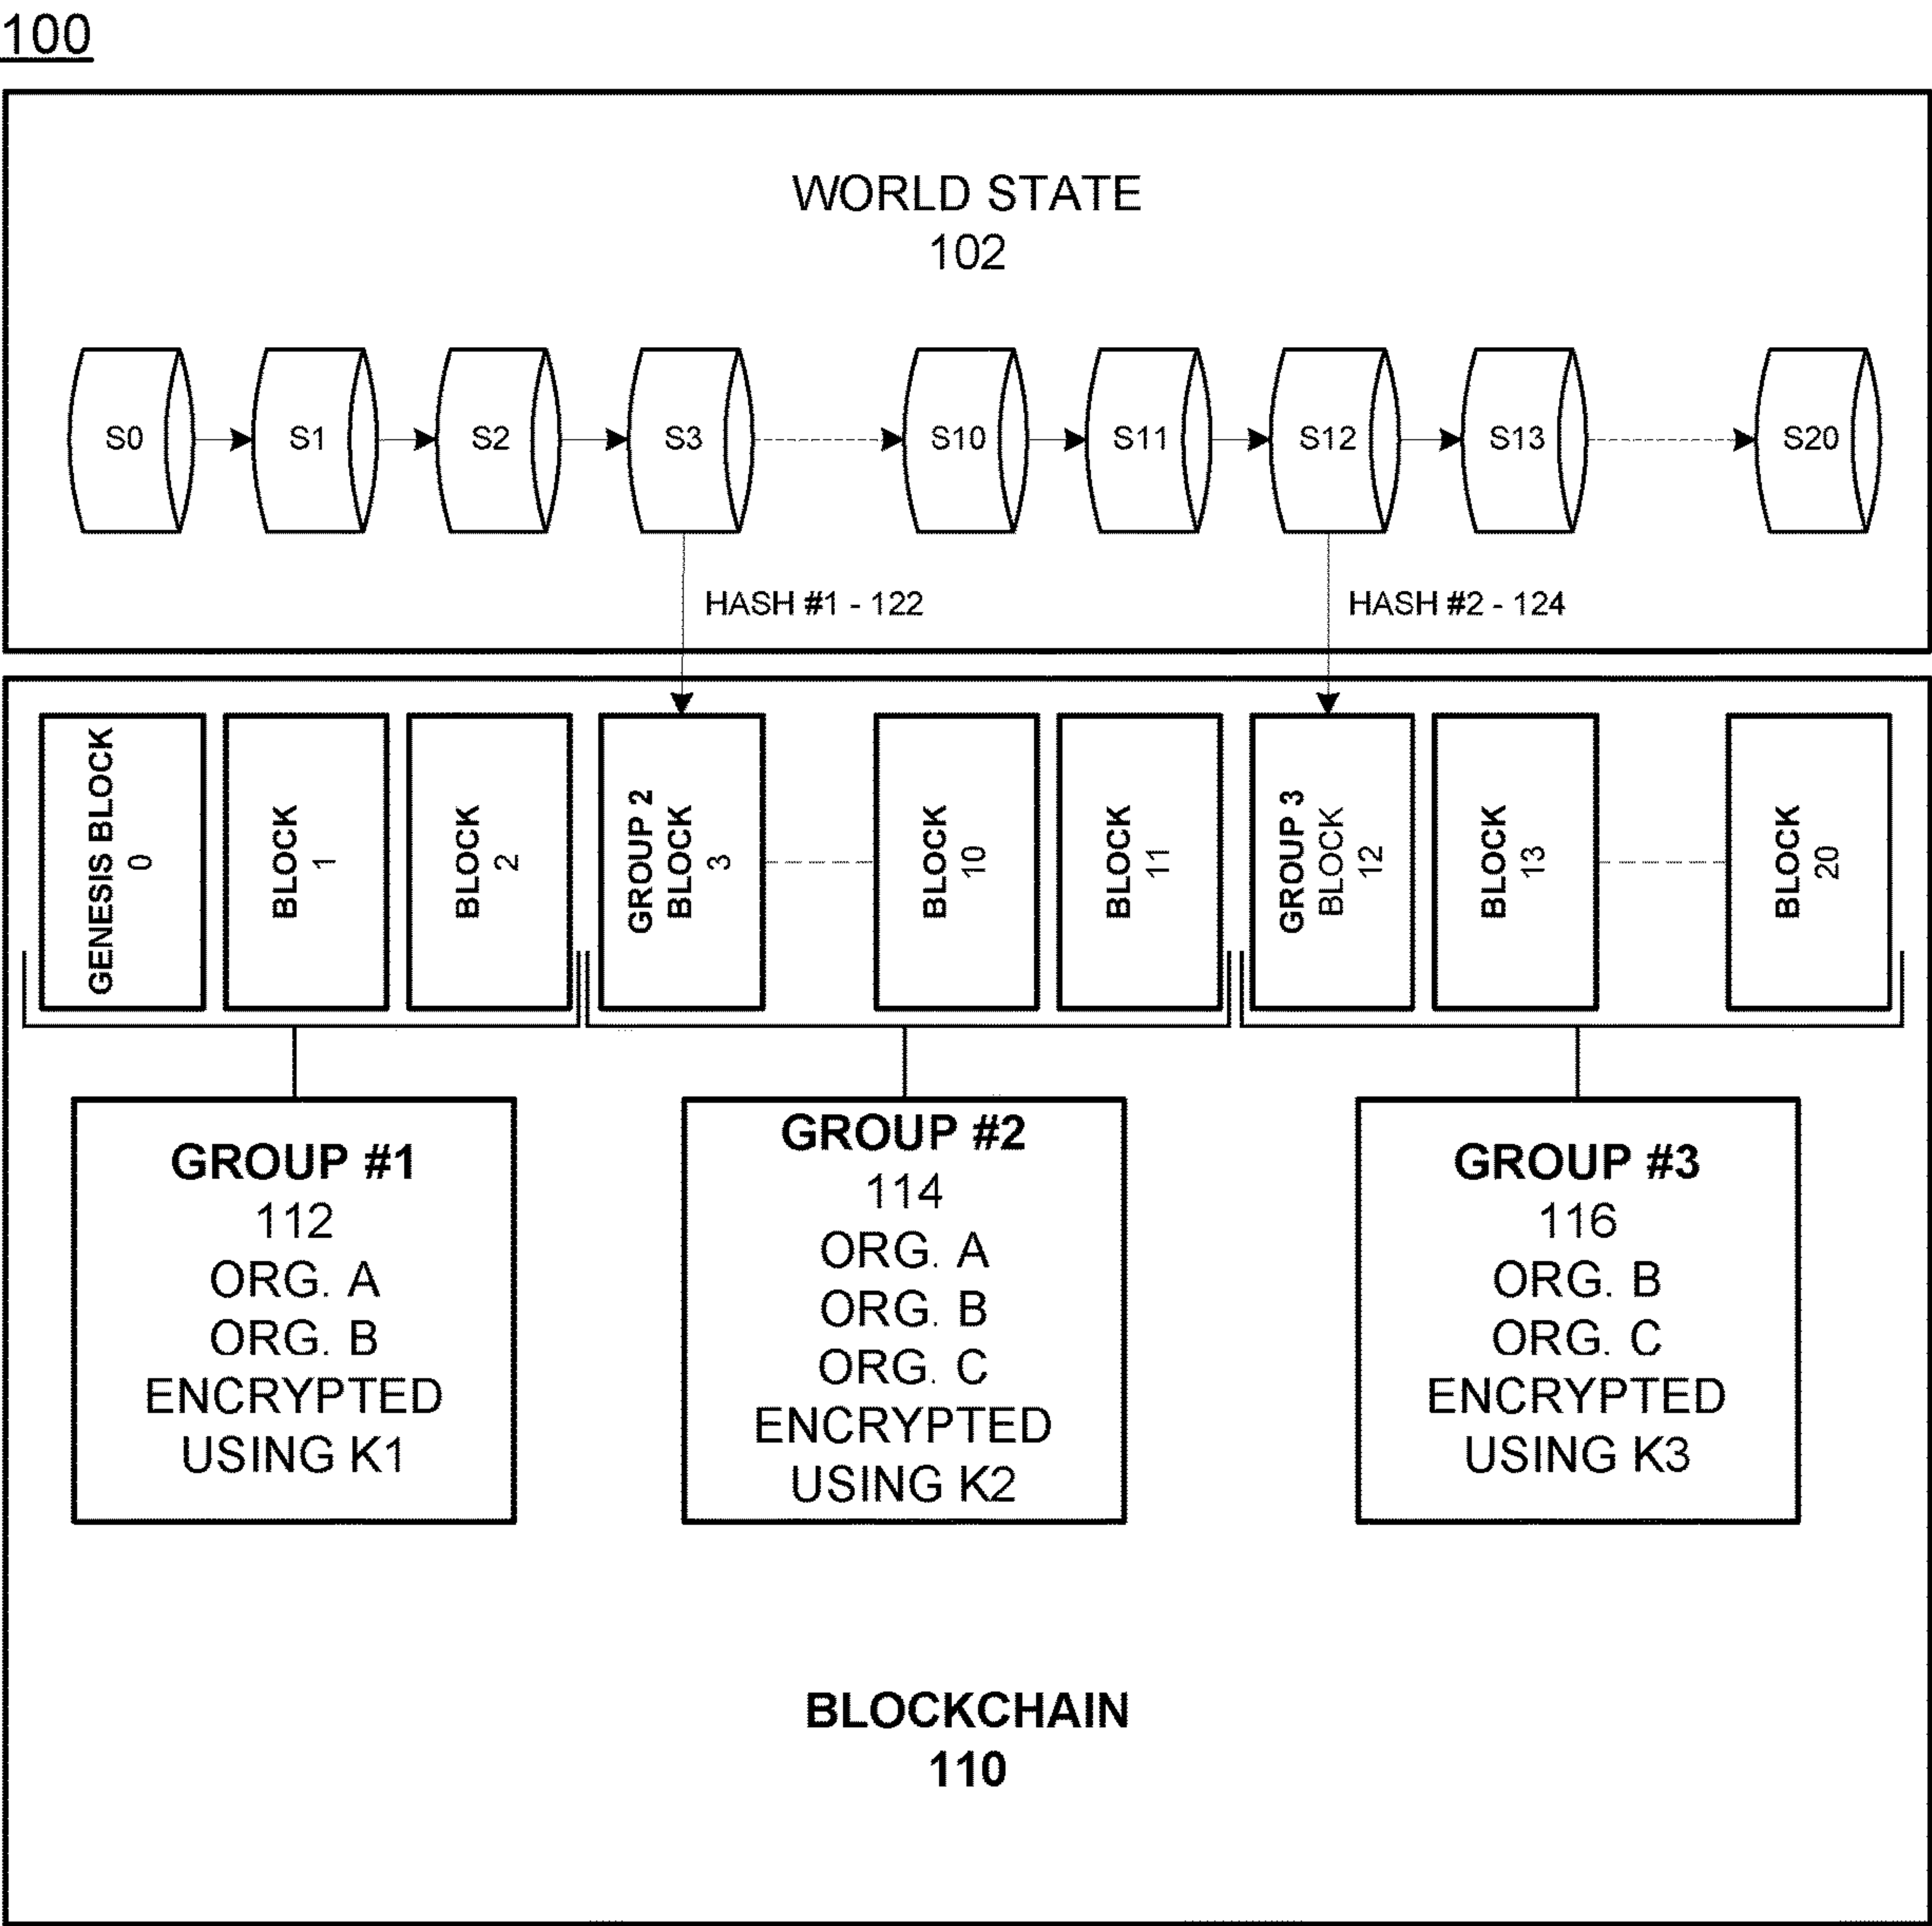 100
WORLD STATE
102
S0
S1
S2
S3
S10
S11
S12
S13
S20
HASH #1 - 122
HASH #2 - 124
GENESIS BLOCK
0
BLOCK
1
BLOCK
2
GROUP 2
BLOCK
3
BLOCK
10
BLOCK
11
GROUP 3
BLOCK
12
BLOCK
13
BLOCK
20
GROUP #1
112
ORG. A
ORG. B
ENCRYPTED
USING K1
GROUP #2
114
ORG. A
ORG. B
ORG. C
ENCRYPTED
USING K2
GROUP #3
116
ORG. B
ORG. C
ENCRYPTED
USING K3
BLOCKCHAIN
110